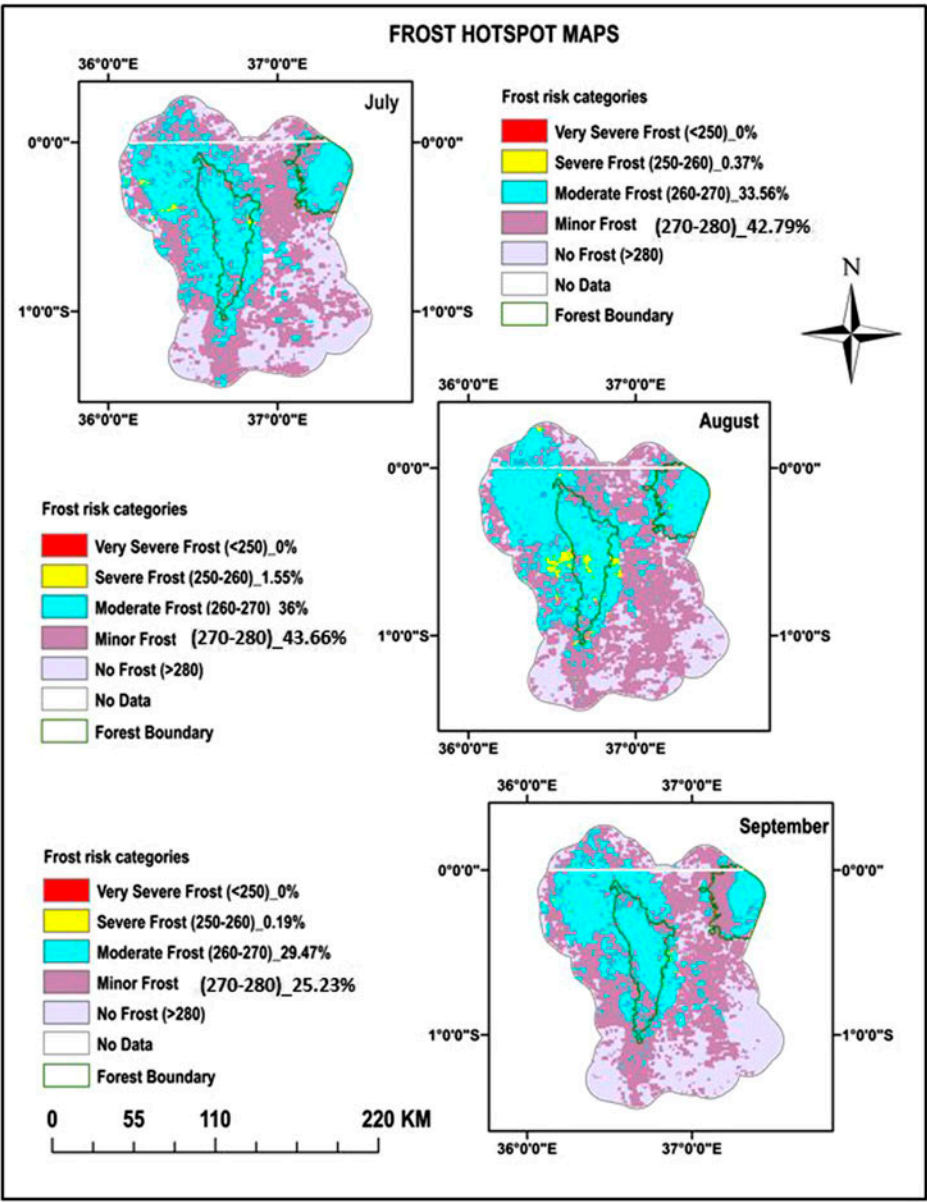 FROST HOTSPOT MAPS
36°0'0"E 37°0'0"E
July
0°0'0" 0°0'0"
1°0'0"S 1°0'0"S
36°0'0"E 37°0'0"E
Frost risk categories
Very Severe Frost (<250)_0%
Severe Frost (250-260)_0.37%
Moderate Frost (260-270)_33.56%
Minor Frost (270-280)_42.79%
No Frost (>280)
No Data
Forest Boundary
N
36°0'0"E 37°0'0"E
August
0°0'0" 0°0'0"
1°0'0"S 1°0'0"S
36°0'0"E 37°0'0"E
Frost risk categories
Very Severe Frost (<250)_0%
Severe Frost (250-260)_1.55%
Moderate Frost (260-270)_36%
Minor Frost (270-280)_43.66%
No Frost (>280)
No Data
Forest Boundary
36°0'0"E 37°0'0"E
September
0°0'0" 0°0'0"
1°0'0"S 1°0'0"S
36°0'0"E 37°0'0"E
Frost risk categories
Very Severe Frost (<250)_0%
Severe Frost (250-260)_0.19%
Moderate Frost (260-270)_29.47%
Minor Frost (270-280)_25.23%
No Frost (>280)
No Data
Forest Boundary
0 55 110 220 KM